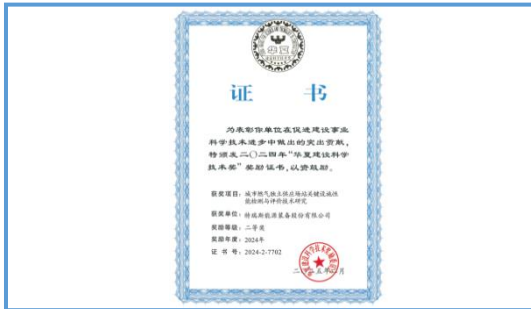 证 书
为表彰你单位在促进建设事业
科学技术进步中做出的突出贡献，
特颁发二〇二四年“华夏建设科学
技术奖”奖励证书，以资鼓励。
获奖项目：城市燃气独立供应场站关键设施性
能检测与评价技术研究
获奖单位：特瑞斯能源装备股份有限公司
奖励等级：二等奖
奖励年度：2024年
证 书 号：2024-2-7702